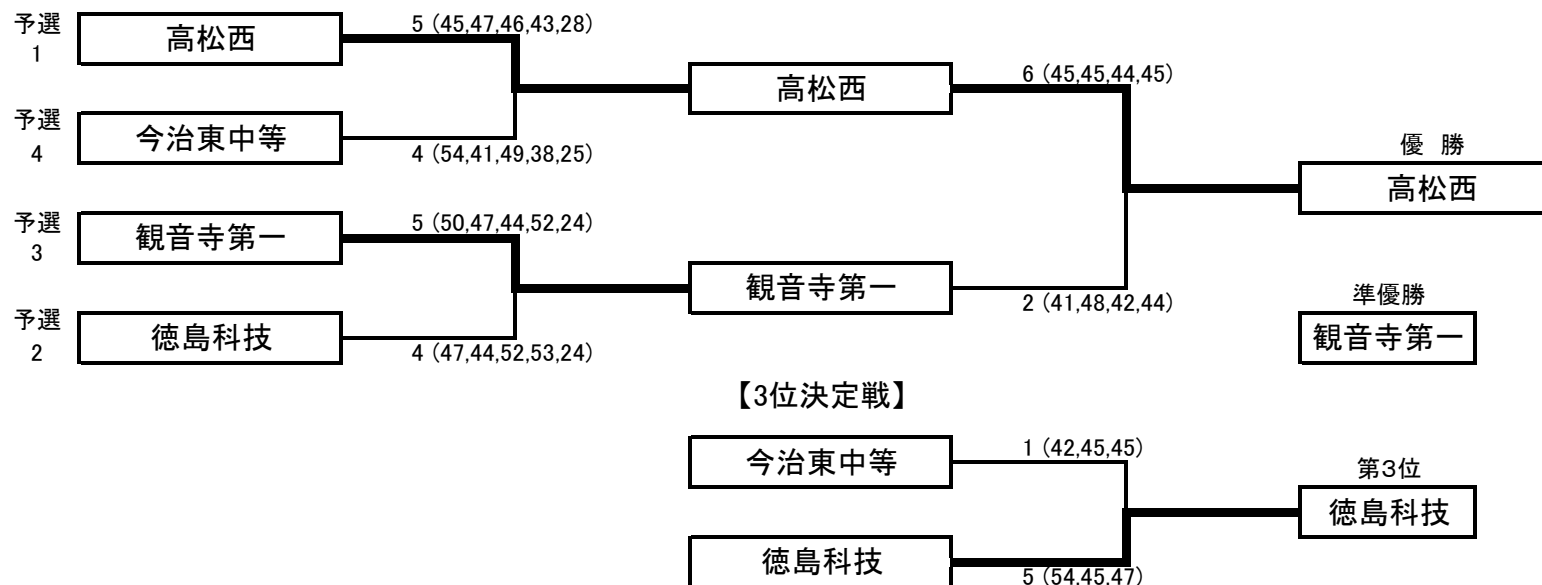 予選
1
高松西
5 (45,47,46,43,28)
予選
4
今治東中等
4 (54,41,49,38,25)
予選
3
観音寺第一
5 (50,47,44,52,24)
予選
2
徳島科技
4 (47,44,52,53,24)
高松西
6 (45,45,44,45)
観音寺第一
2 (41,48,42,44)
優 勝
高松西
準優勝
観音寺第一
【3位決定戦】
今治東中等
1 (42,45,45)
徳島科技
5 (54,45,47)
第3位
徳島科技